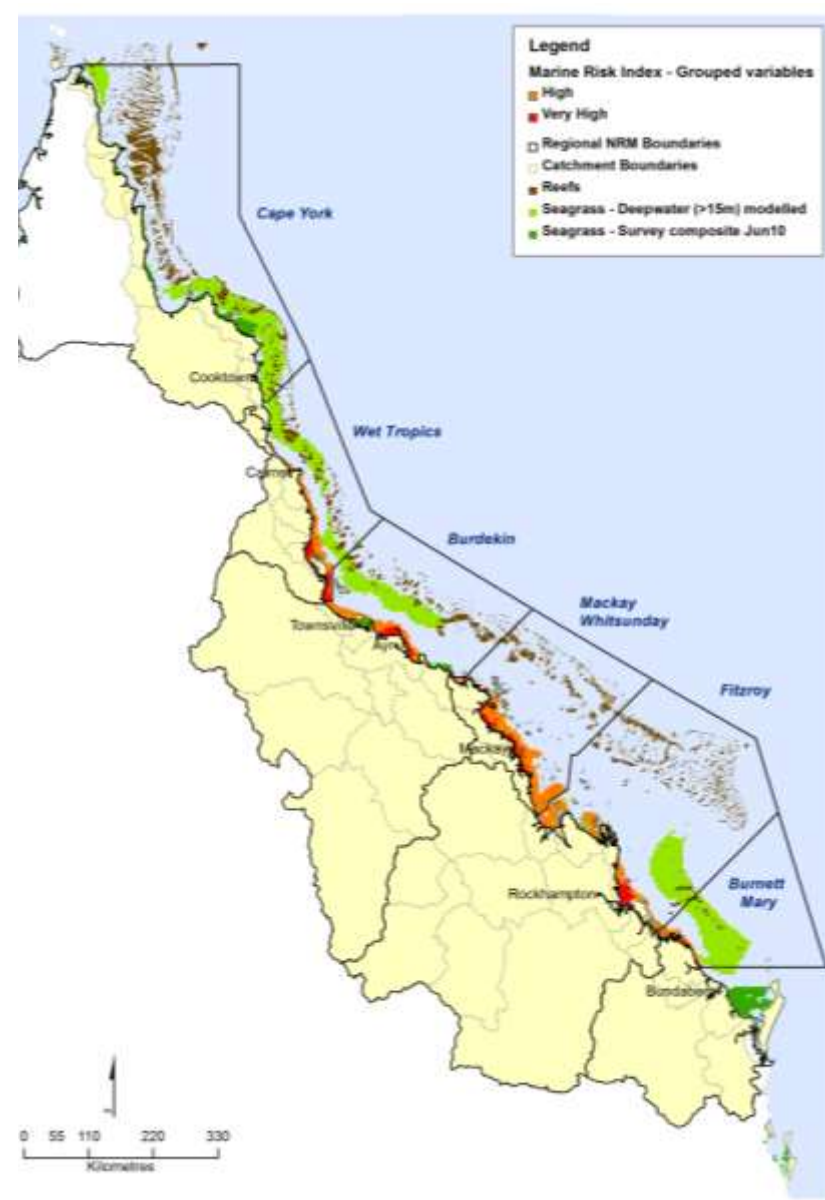 Legend
Marine Risk Index - Grouped variables
High
Very High
Regional NRM Boundaries
Catchment Boundaries
Reefs
Seagrass - Deepwater (>15m) modelled
Seagrass - Survey composite Jun10
Cape York
Cooktown
Wet Tropics
Cairns
Burdekin
Mackay
Whitsunday
Townsville
Ayr
Fitzroy
Mackay
Burnett
Mary
Rockhampton
Bundaberg
0 55 110 220 330
Kilometres